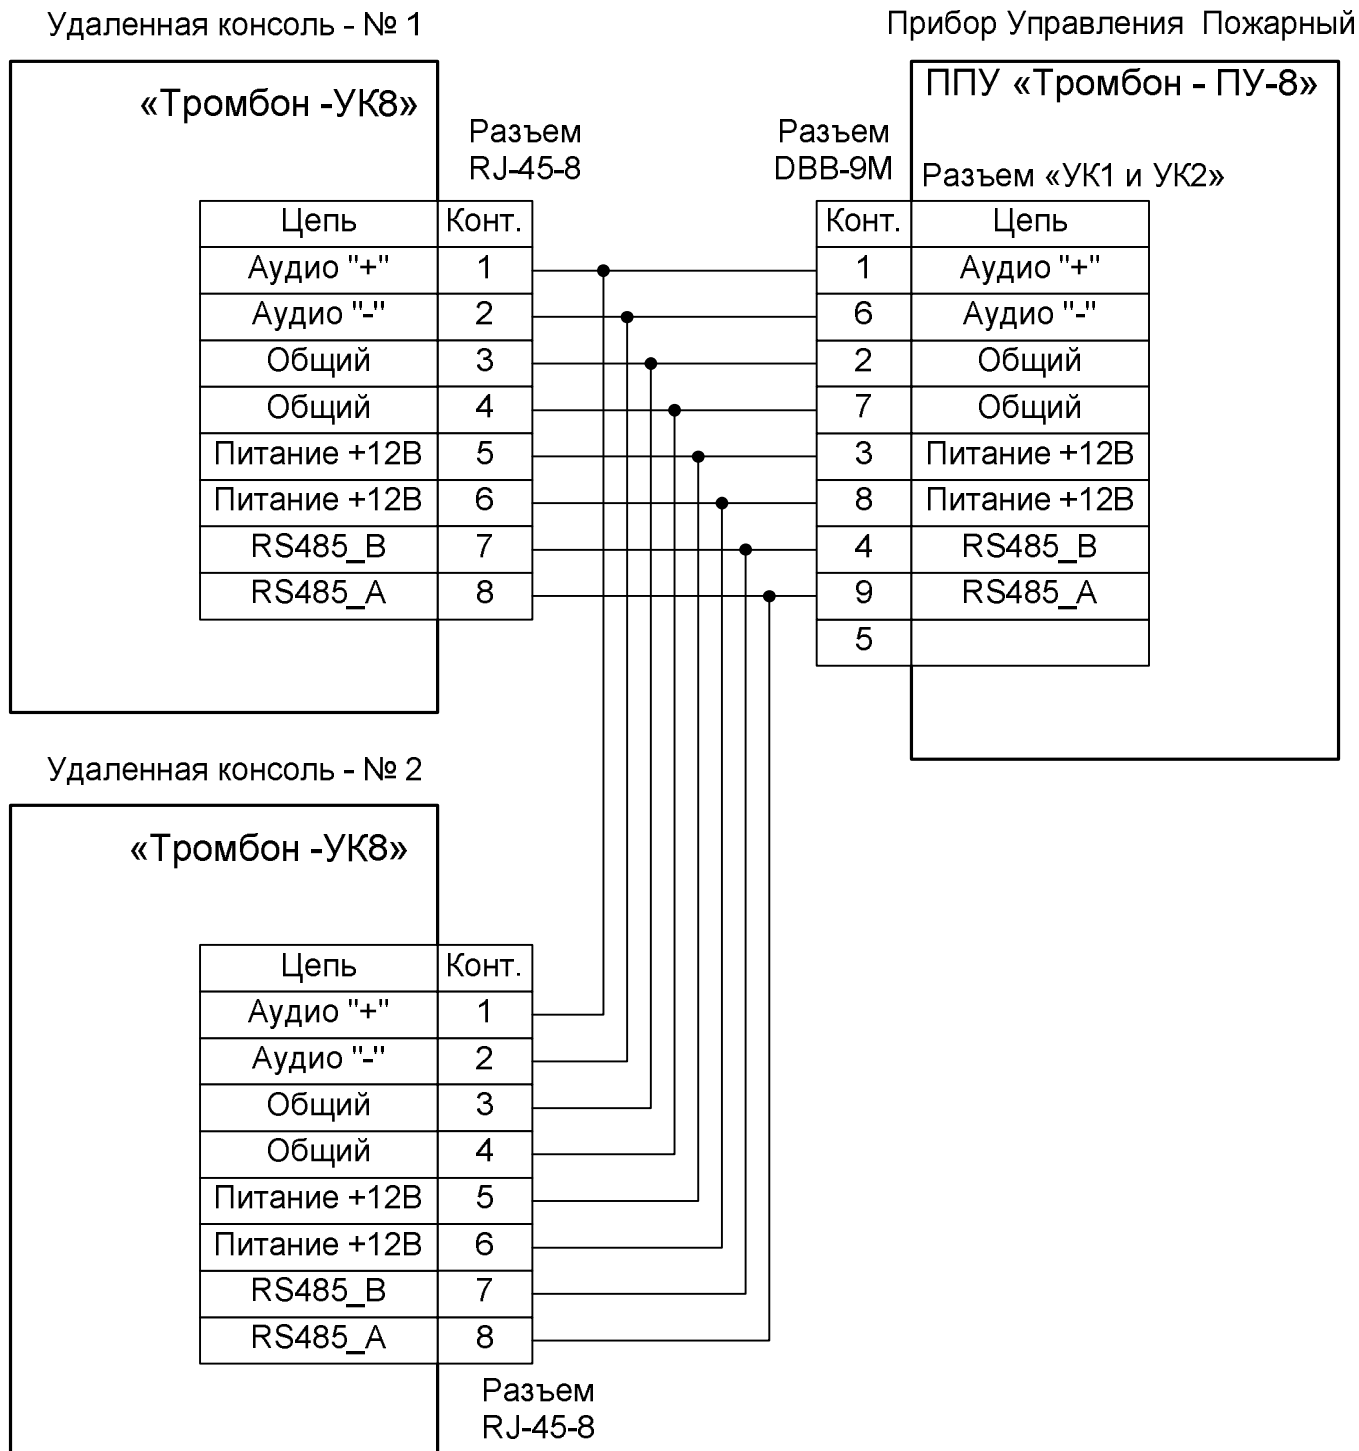 Удаленная консоль - № 1
Прибор Управления Пожарный
«Тромбон -УК8»
ППУ «Тромбон - ПУ-8»
Разъем
RJ-45-8
Разъем
DBB-9М
Разъем «УК1 и УК2»
Цепь Конт.
Аудио "+" 1
Аудио "-" 2
Общий 3
Общий 4
Питание +12В 5
Питание +12В 6
RS485_B 7
RS485_A 8
Конт. Цепь
1 Аудио "+"
6 Аудио "-"
2 Общий
7 Общий
3 Питание +12В
8 Питание +12В
4 RS485_B
9 RS485_A
5
Удаленная консоль - № 2
«Тромбон -УК8»
Цепь Конт.
Аудио "+" 1
Аудио "-" 2
Общий 3
Общий 4
Питание +12В 5
Питание +12В 6
RS485_B 7
RS485_A 8
Разъем
RJ-45-8